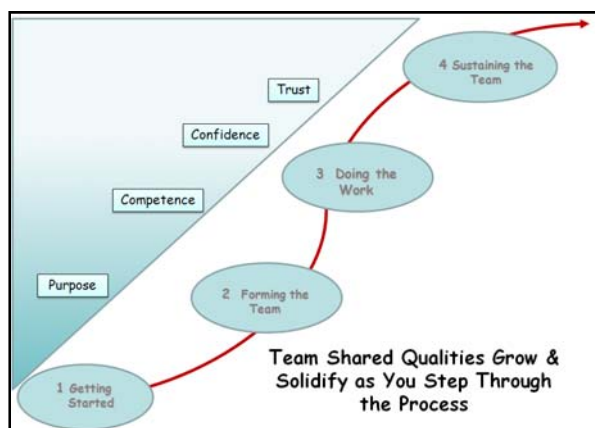 4 Sustaining the
Team
Trust
Confidence
3 Doing the
Work
Competence
Purpose
2 Forming the
Team
1 Getting
Started
Team Shared Qualities Grow &
Solidify as You Step Through
the Process